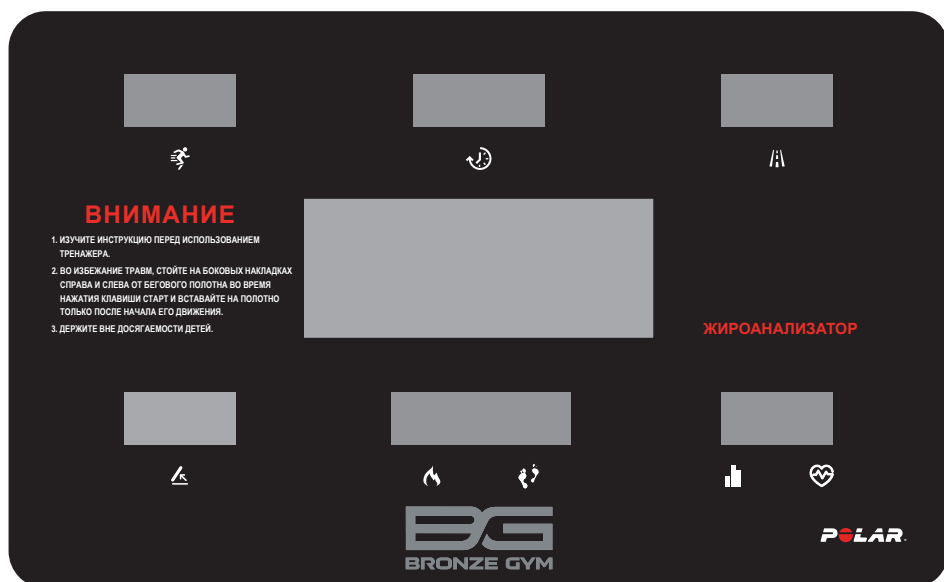 ВНИМАНИЕ
1. ИЗУЧИТЕ ИНСТРУКЦИЮ ПЕРЕД ИСПОЛЬЗОВАНИЕМ
ТРЕНАЖЕРА.
2. ВО ИЗБЕЖАНИЕ ТРАВМ, СТОЙТЕ НА БОКОВЫХ НАКЛАДКАХ
СПРАВА И СЛЕВА ОТ БЕГОВОГО ПОЛОТНА ВО ВРЕМЯ
НАЖАТИЯ КЛАВИШИ СТАРТ И ВСТАВАЙТЕ НА ПОЛОТНО
ТОЛЬКО ПОСЛЕ НАЧАЛА ЕГО ДВИЖЕНИЯ.
3. ДЕРЖИТЕ ВНЕ ДОСЯГАЕМОСТИ ДЕТЕЙ.
ЖИРОАНАЛИЗАТОР
BG
BRONZE GYM
POLAR.